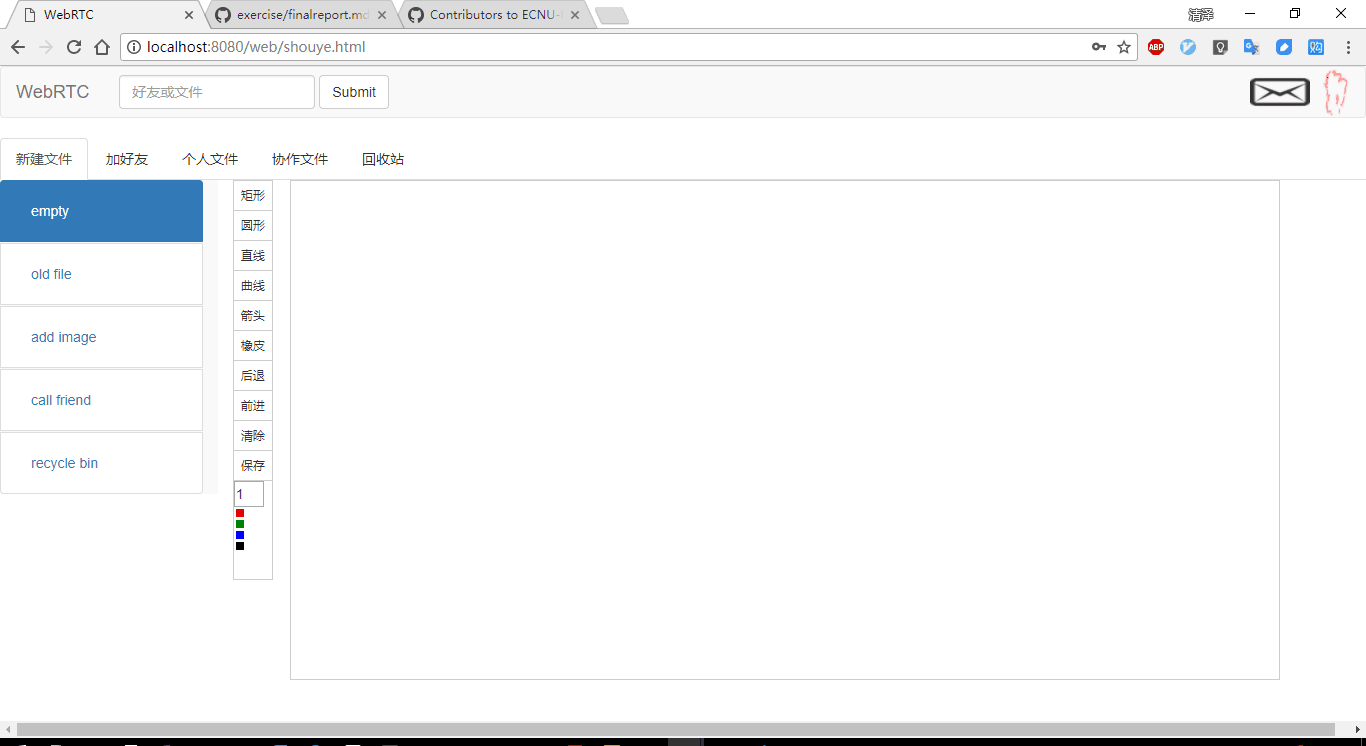 WebRTC
exercise/finalreport.md
Contributors to ECNU-
清泽
localhost:8080/web/shouye.html
ABP
WebRTC
好友或文件
Submit
新建文件
加好友
个人文件
协作文件
回收站
empty
old file
add image
call friend
recycle bin
矩形
圆形
直线
曲线
箭头
橡皮
后退
前进
清除
保存
1